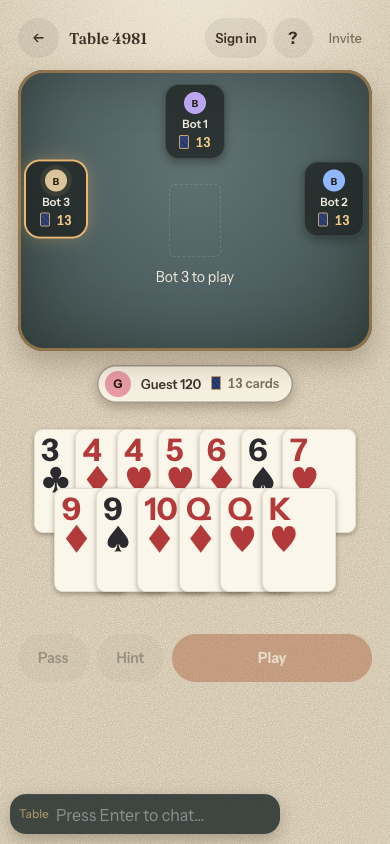 Table 4981
Sign in
?
Invite
B
Bot 1
13
B
Bot 3
13
B
Bot 2
13
Bot 3 to play
G
Guest 120
13 cards
3 4 4 5 6 6 7
9 9 10 Q Q K
Pass
Hint
Play
Table
Press Enter to chat...